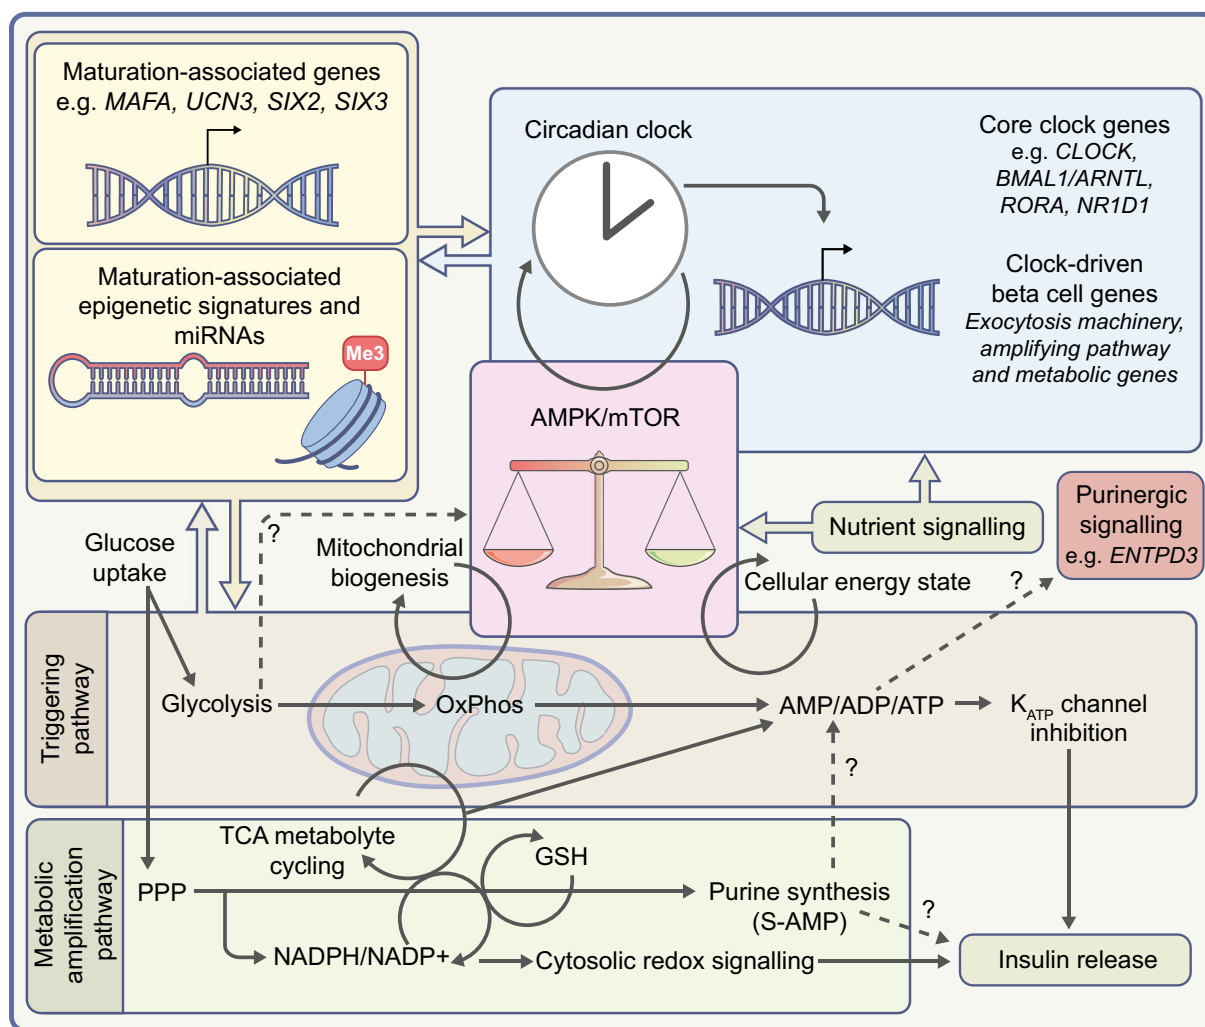 Maturation-associated genes
e.g. MAFA, UCN3, SIX2, SIX3
Maturation-associated
epigenetic signatures and
miRNAs
Me3
Circadian clock
Core clock genes
e.g. CLOCK,
BMAL1/ARNTL,
RORA, NR1D1
Clock-driven
beta cell genes
Exocytosis machinery,
amplifying pathway
and metabolic genes
AMPK/mTOR
Nutrient signalling
Purinergic
signalling
e.g. ENTPD3
Glucose
uptake
?
Mitochondrial
biogenesis
Cellular energy state
?
Triggering
pathway
Glycolysis
OxPhos
AMP/ADP/ATP
KATP channel
inhibition
?
Metabolic
amplification
pathway
TCA metabolyte
cycling
GSH
PPP
Purine synthesis
(S-AMP)
?
NADPH/NADP+
Cytosolic redox signalling
Insulin release